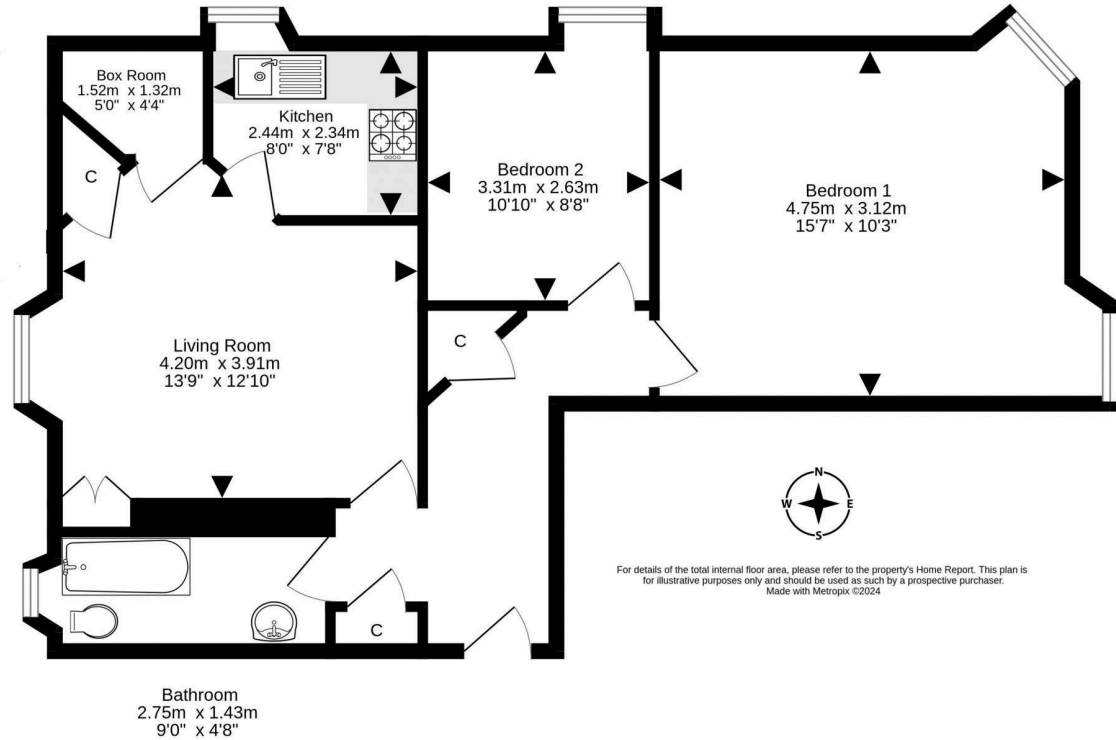 Box Room
1.52m x 1.32m
5'0" x 4'4"
Kitchen
2.44m x 2.34m
8'0" x 7'8"
C
Bedroom 2
3.31m x 2.63m
10'10" x 8'8"
Bedroom 1
4.75m x 3.12m
15'7" x 10'3"
Living Room
4.20m x 3.91m
13'9" x 12'10"
C
N
W E
S
For details of the total internal floor area, please refer to the property's Home Report. This plan is
for illustrative purposes only and should be used as such by a prospective purchaser.
Made with Metropix ©2024
C
Bathroom
2.75m x 1.43m
9'0" x 4'8"